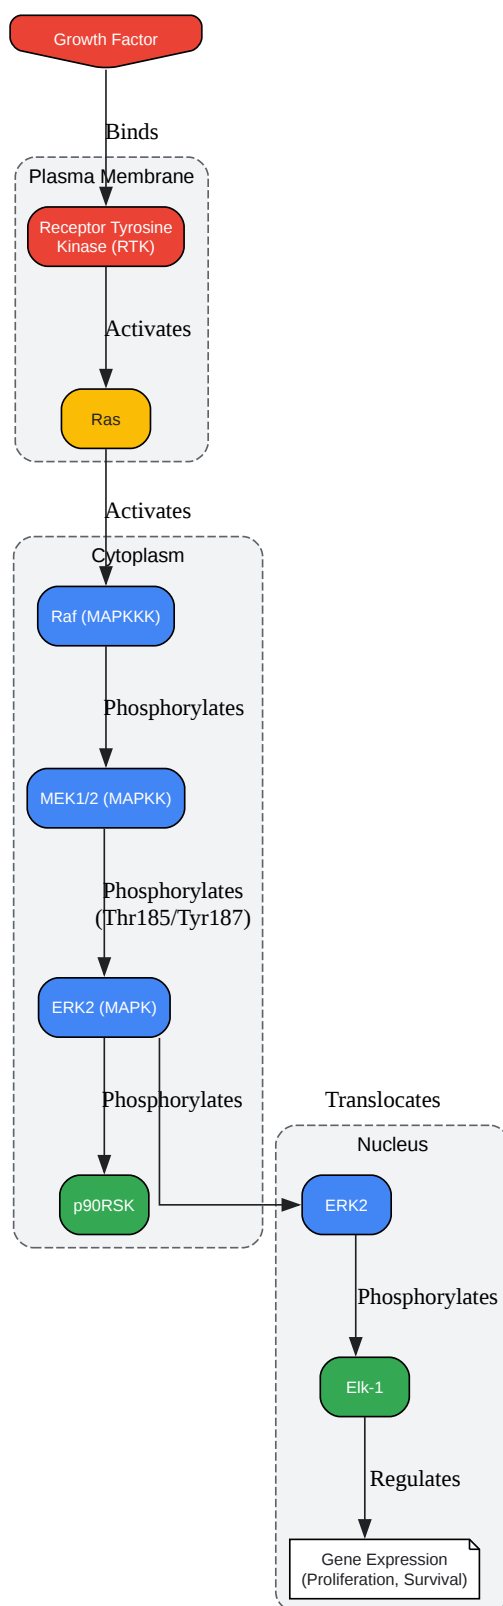 Growth Factor
Binds
Plasma Membrane
Receptor Tyrosine
Kinase (RTK)
Activates
Ras
Activates
Cytoplasm
Raf (MAPKKK)
Phosphorylates
MEK1/2 (MAPKK)
Phosphorylates
(Thr185/Tyr187)
ERK2 (MAPK)
Phosphorylates
Translocates
Nucleus
p90RSK
ERK2
Phosphorylates
Elk-1
Regulates
Gene Expression
(Proliferation, Survival)